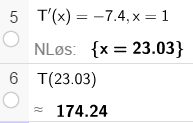 5 T′(x) = −7.4, x = 1
NLøs: {x = 23.03}
6 T(23.03)
≈ 174.24